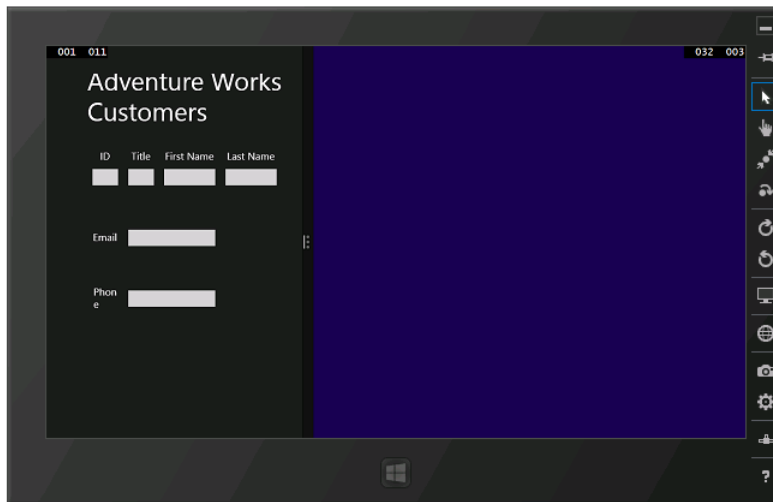 001 011
032 003
Adventure Works
Customers
ID Title First Name Last Name
Email
Phon
e
?